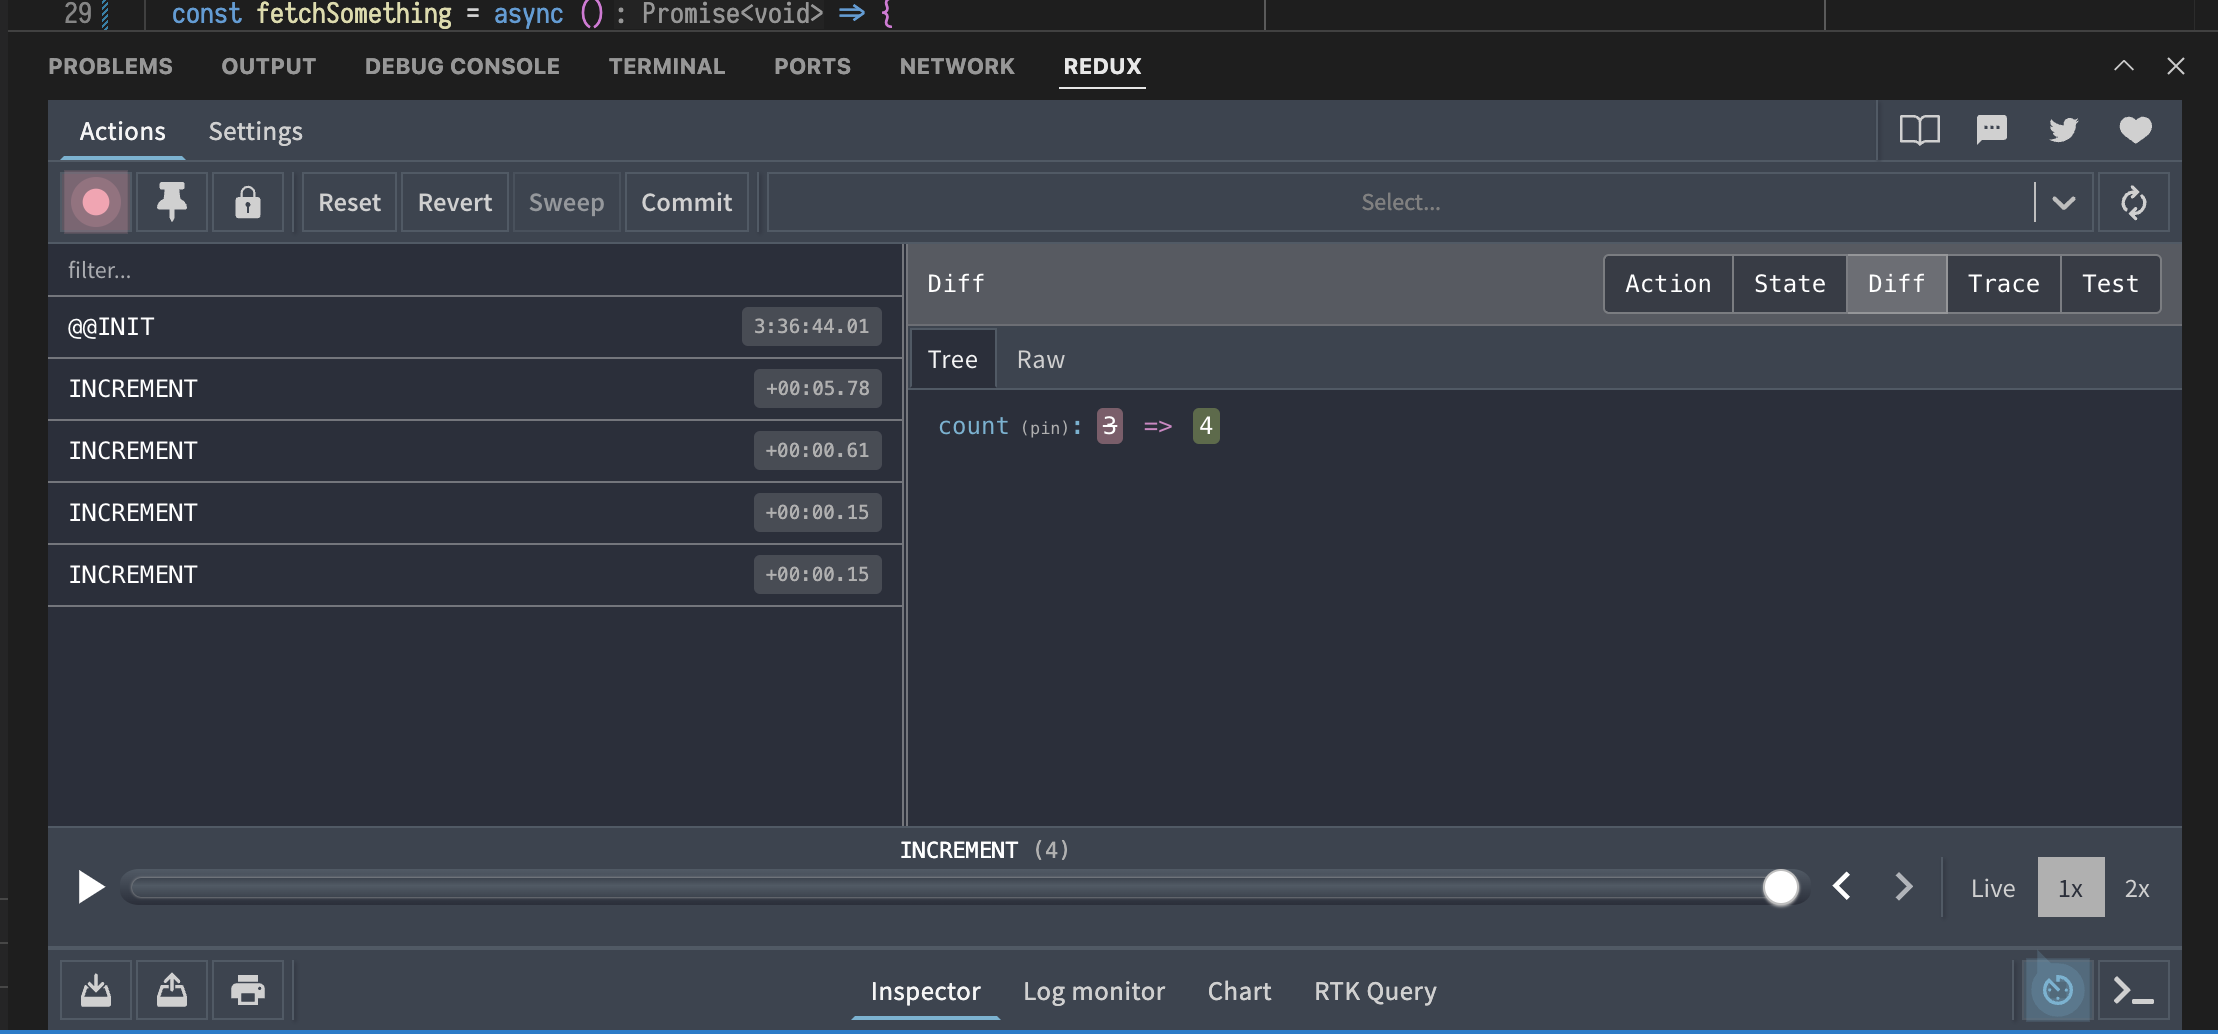 29 const fetchSomething = async () : Promise<void> => {
PROBLEMS OUTPUT DEBUG CONSOLE TERMINAL PORTS NETWORK REDUX
Actions Settings
Reset Revert Sweep Commit Select...
filter...
@@INIT 3:36:44.01
INCREMENT +00:05.78
INCREMENT +00:00.61
INCREMENT +00:00.15
INCREMENT +00:00.15
Diff Action State Diff Trace Test
Tree Raw
count (pin): 3 => 4
INCREMENT (4)
Live 1x 2x
Inspector Log monitor Chart RTK Query